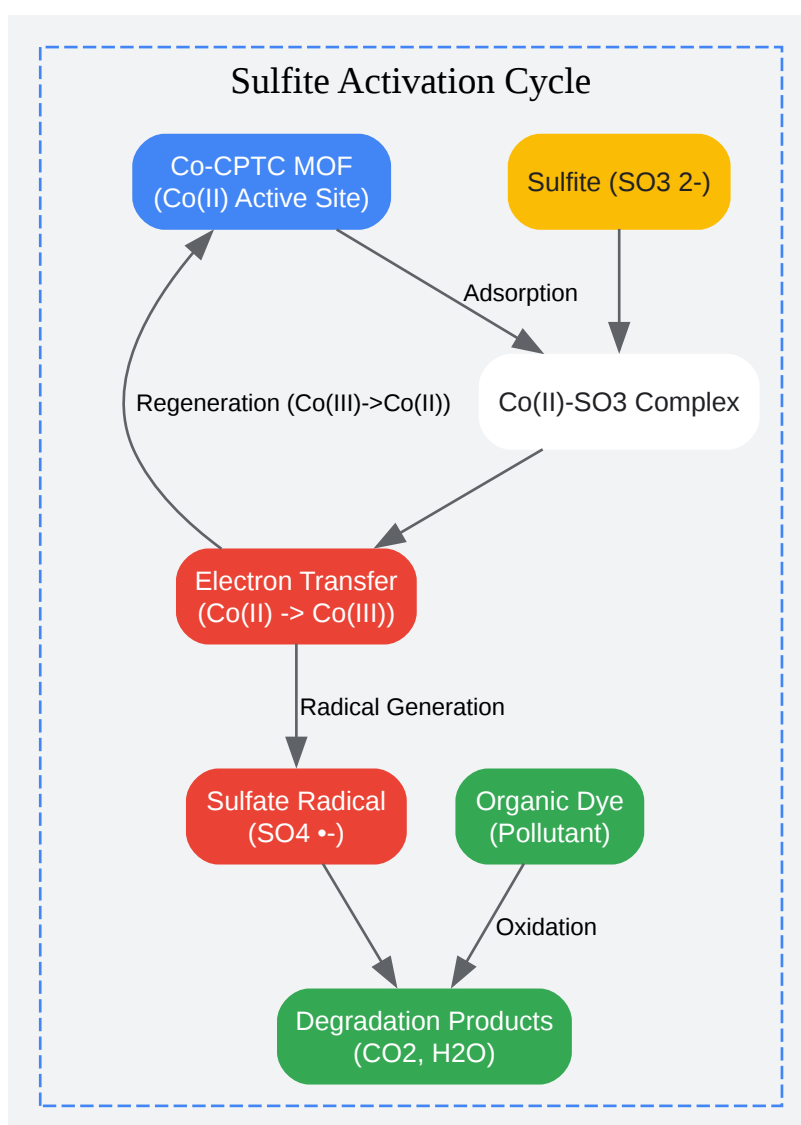 Sulfite Activation Cycle
Co-CPTC MOF
(Co(II) Active Site)
Sulfite (SO3 2-)
Adsorption
Regeneration (Co(III)->Co(II))
Co(II)-SO3 Complex
Electron Transfer
(Co(II) -> Co(III))
Radical Generation
Sulfate Radical
(SO4 •-)
Organic Dye
(Pollutant)
Oxidation
Degradation Products
(CO2, H2O)